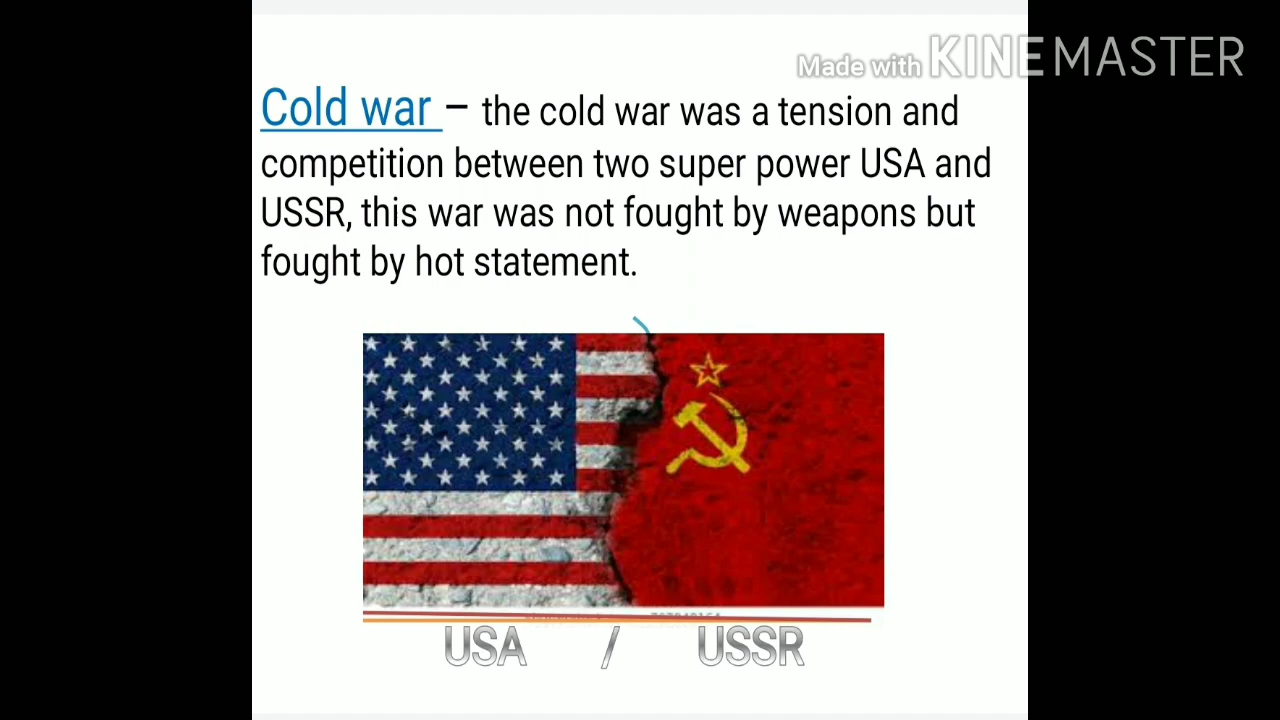 Made with KINEMASTER
Cold war – the cold war was a tension and
competition between two super power USA and
USSR, this war was not fought by weapons but
fought by hot statement.
USA / USSR